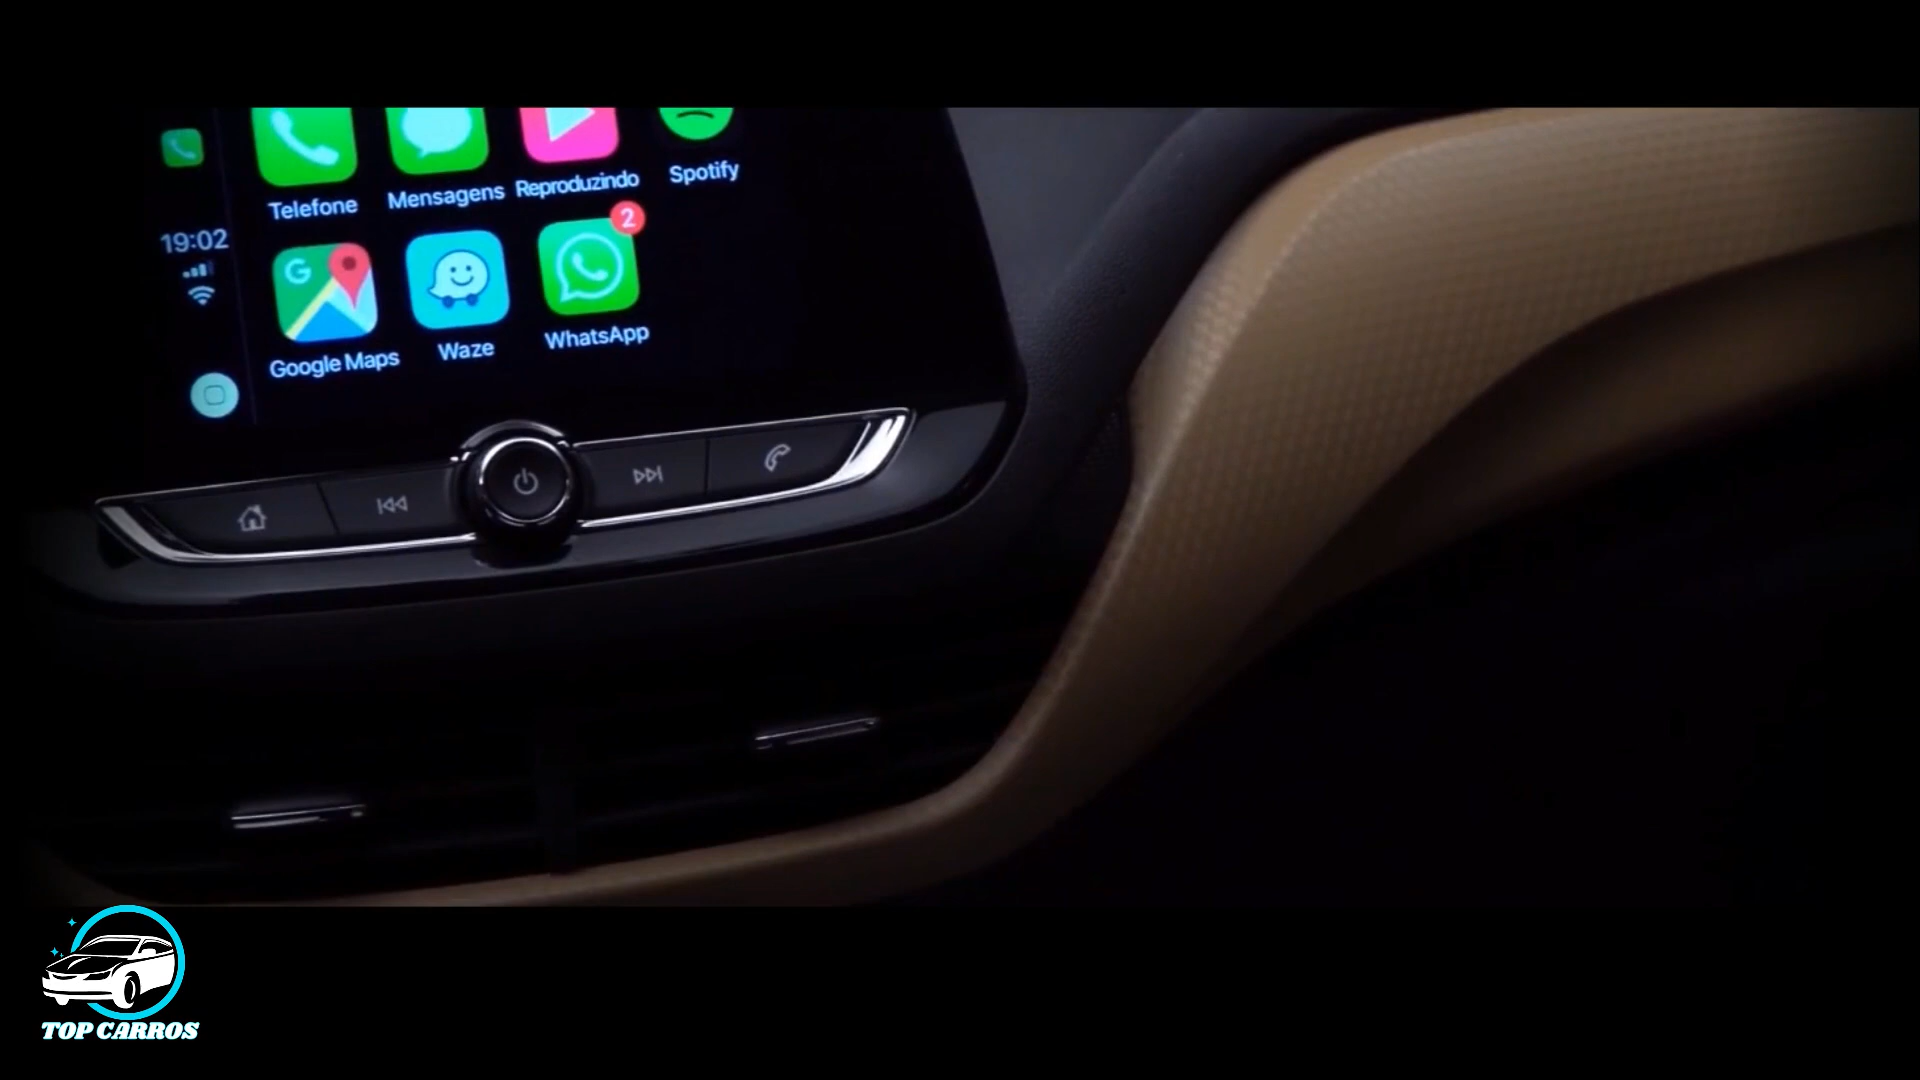 Telefone
Mensagens
Reproduzindo
Spotify
19:02
2
Google Maps
Waze
WhatsApp
TOP CARROS